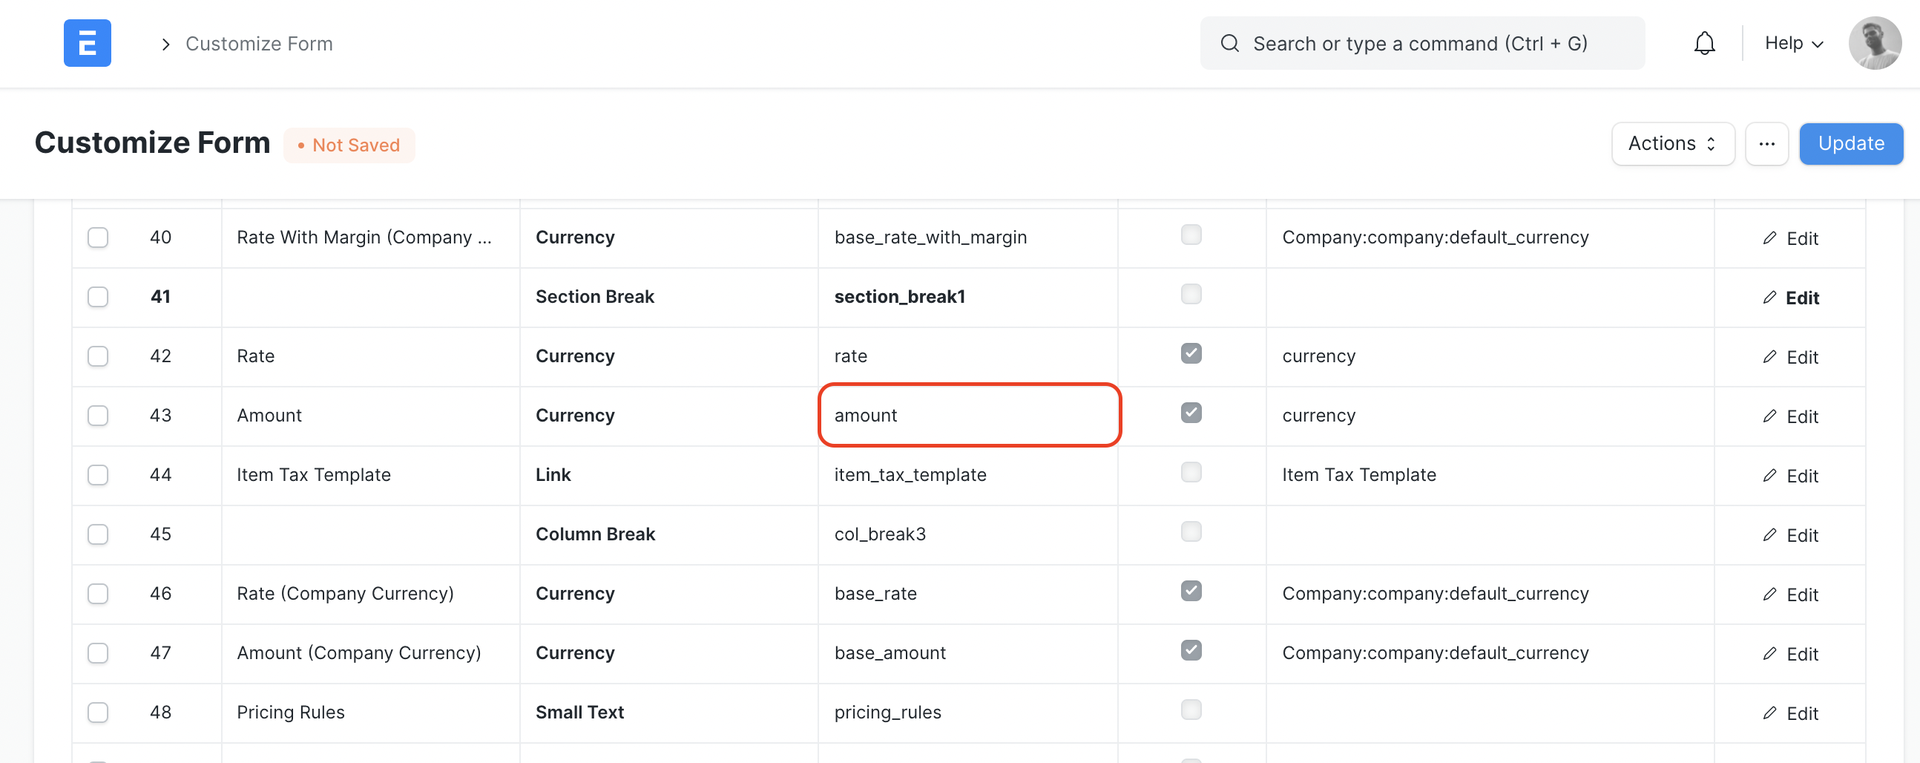 E
Customize Form
Search or type a command (Ctrl + G)
Help
Customize Form
• Not Saved
Actions
...
Update
40 Rate With Margin (Company ... Currency base_rate_with_margin Company:company:default_currency Edit
41 Section Break section_break1 Edit
42 Rate Currency rate currency Edit
43 Amount Currency amount currency Edit
44 Item Tax Template Link item_tax_template Item Tax Template Edit
45 Column Break col_break3 Edit
46 Rate (Company Currency) Currency base_rate Company:company:default_currency Edit
47 Amount (Company Currency) Currency base_amount Company:company:default_currency Edit
48 Pricing Rules Small Text pricing_rules Edit